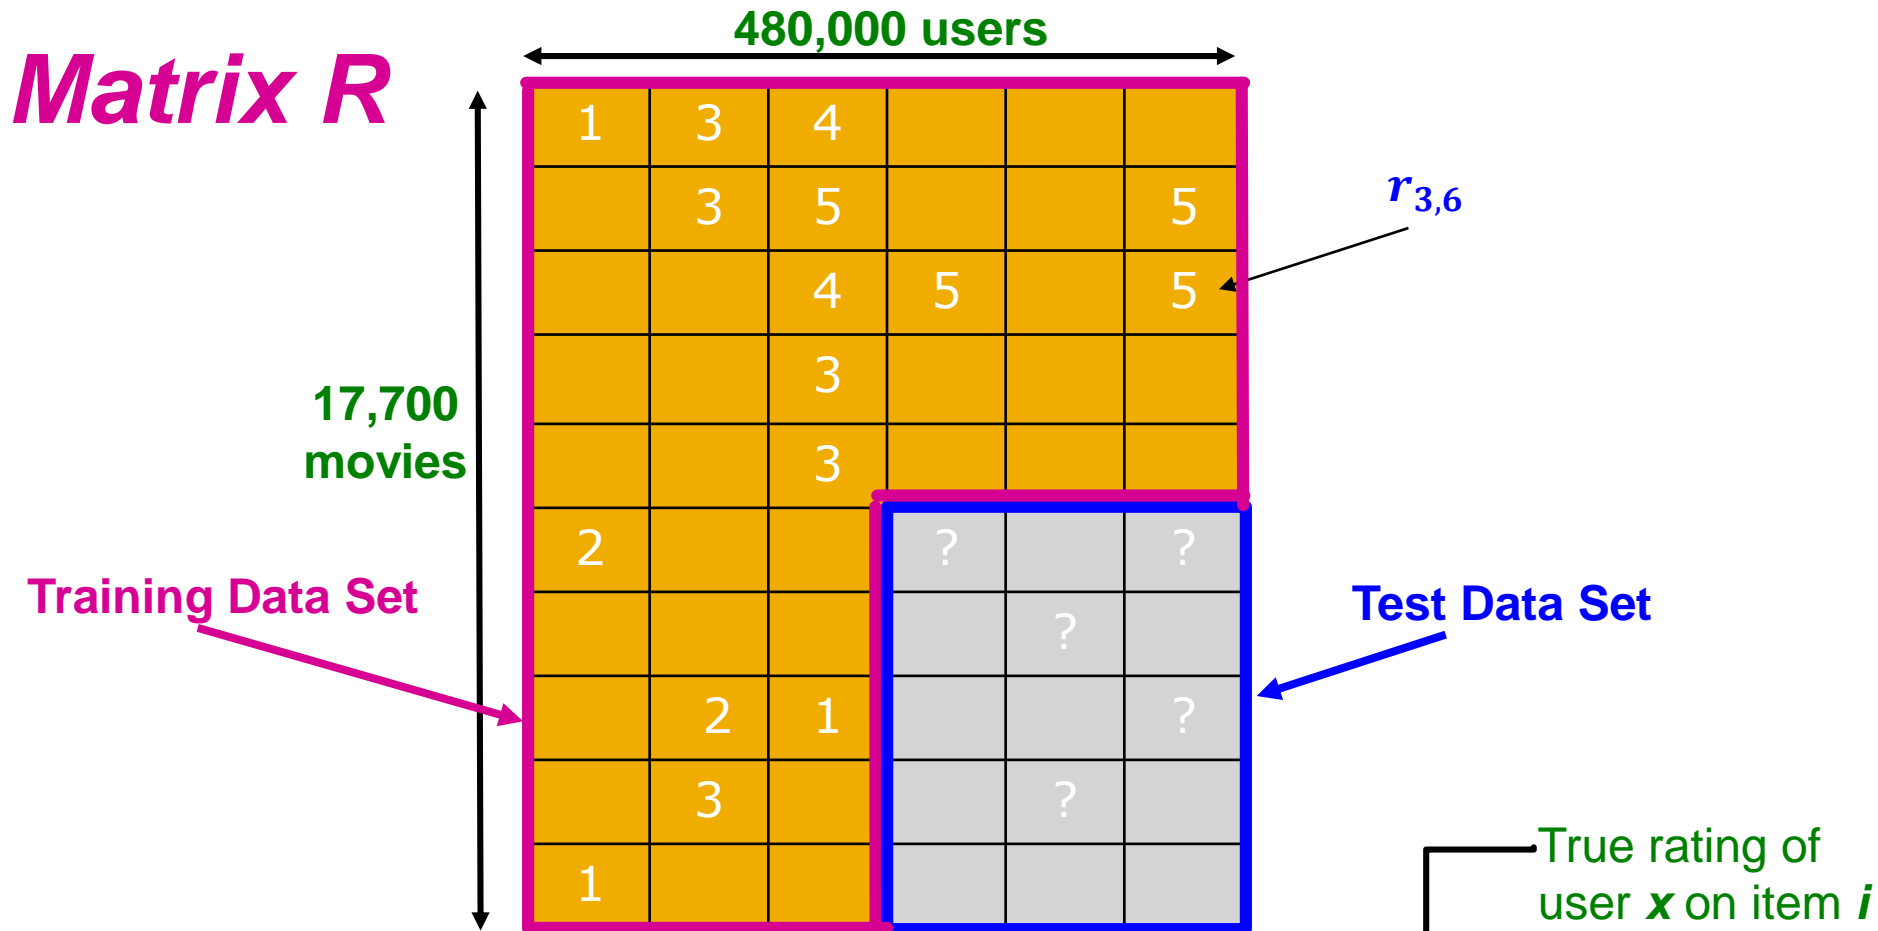 480,000 users
Matrix R
1 3 4
3 5 5
r3,6
4 5 5
3
17,700
movies
3
2 ? ?
Training Data Set
Test Data Set
?
2 1 ?
3 ?
True rating of
user x on item i
1